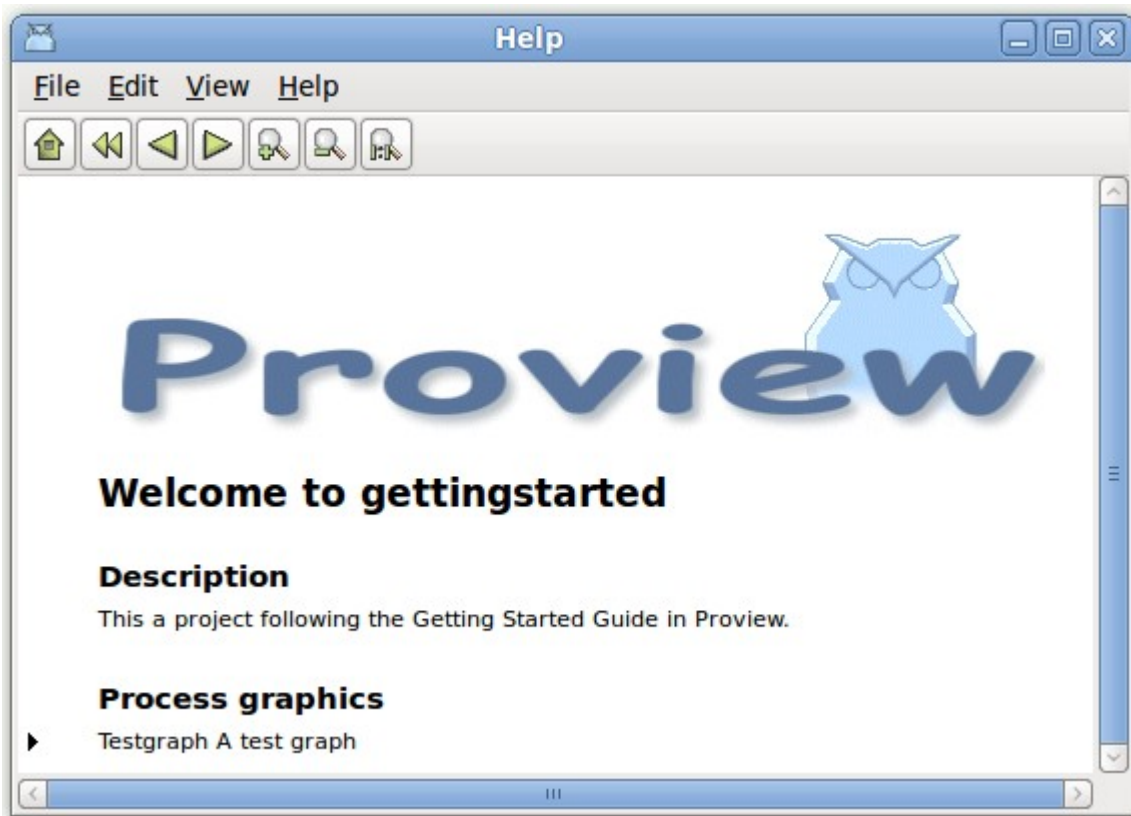 Help
File Edit View Help
Proview
Welcome to gettingstarted
Description
This a project following the Getting Started Guide in Proview.
Process graphics
Testgraph A test graph